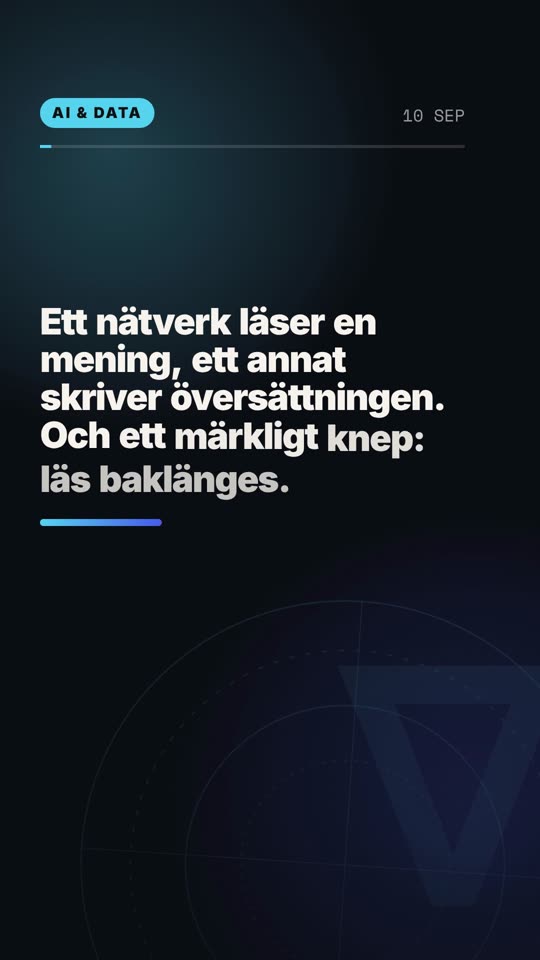 AI & DATA
10 SEP
Ett nätverk läser en
mening, ett annat
skriver översättningen.
Och ett märkligt knep:
läs baklänges.